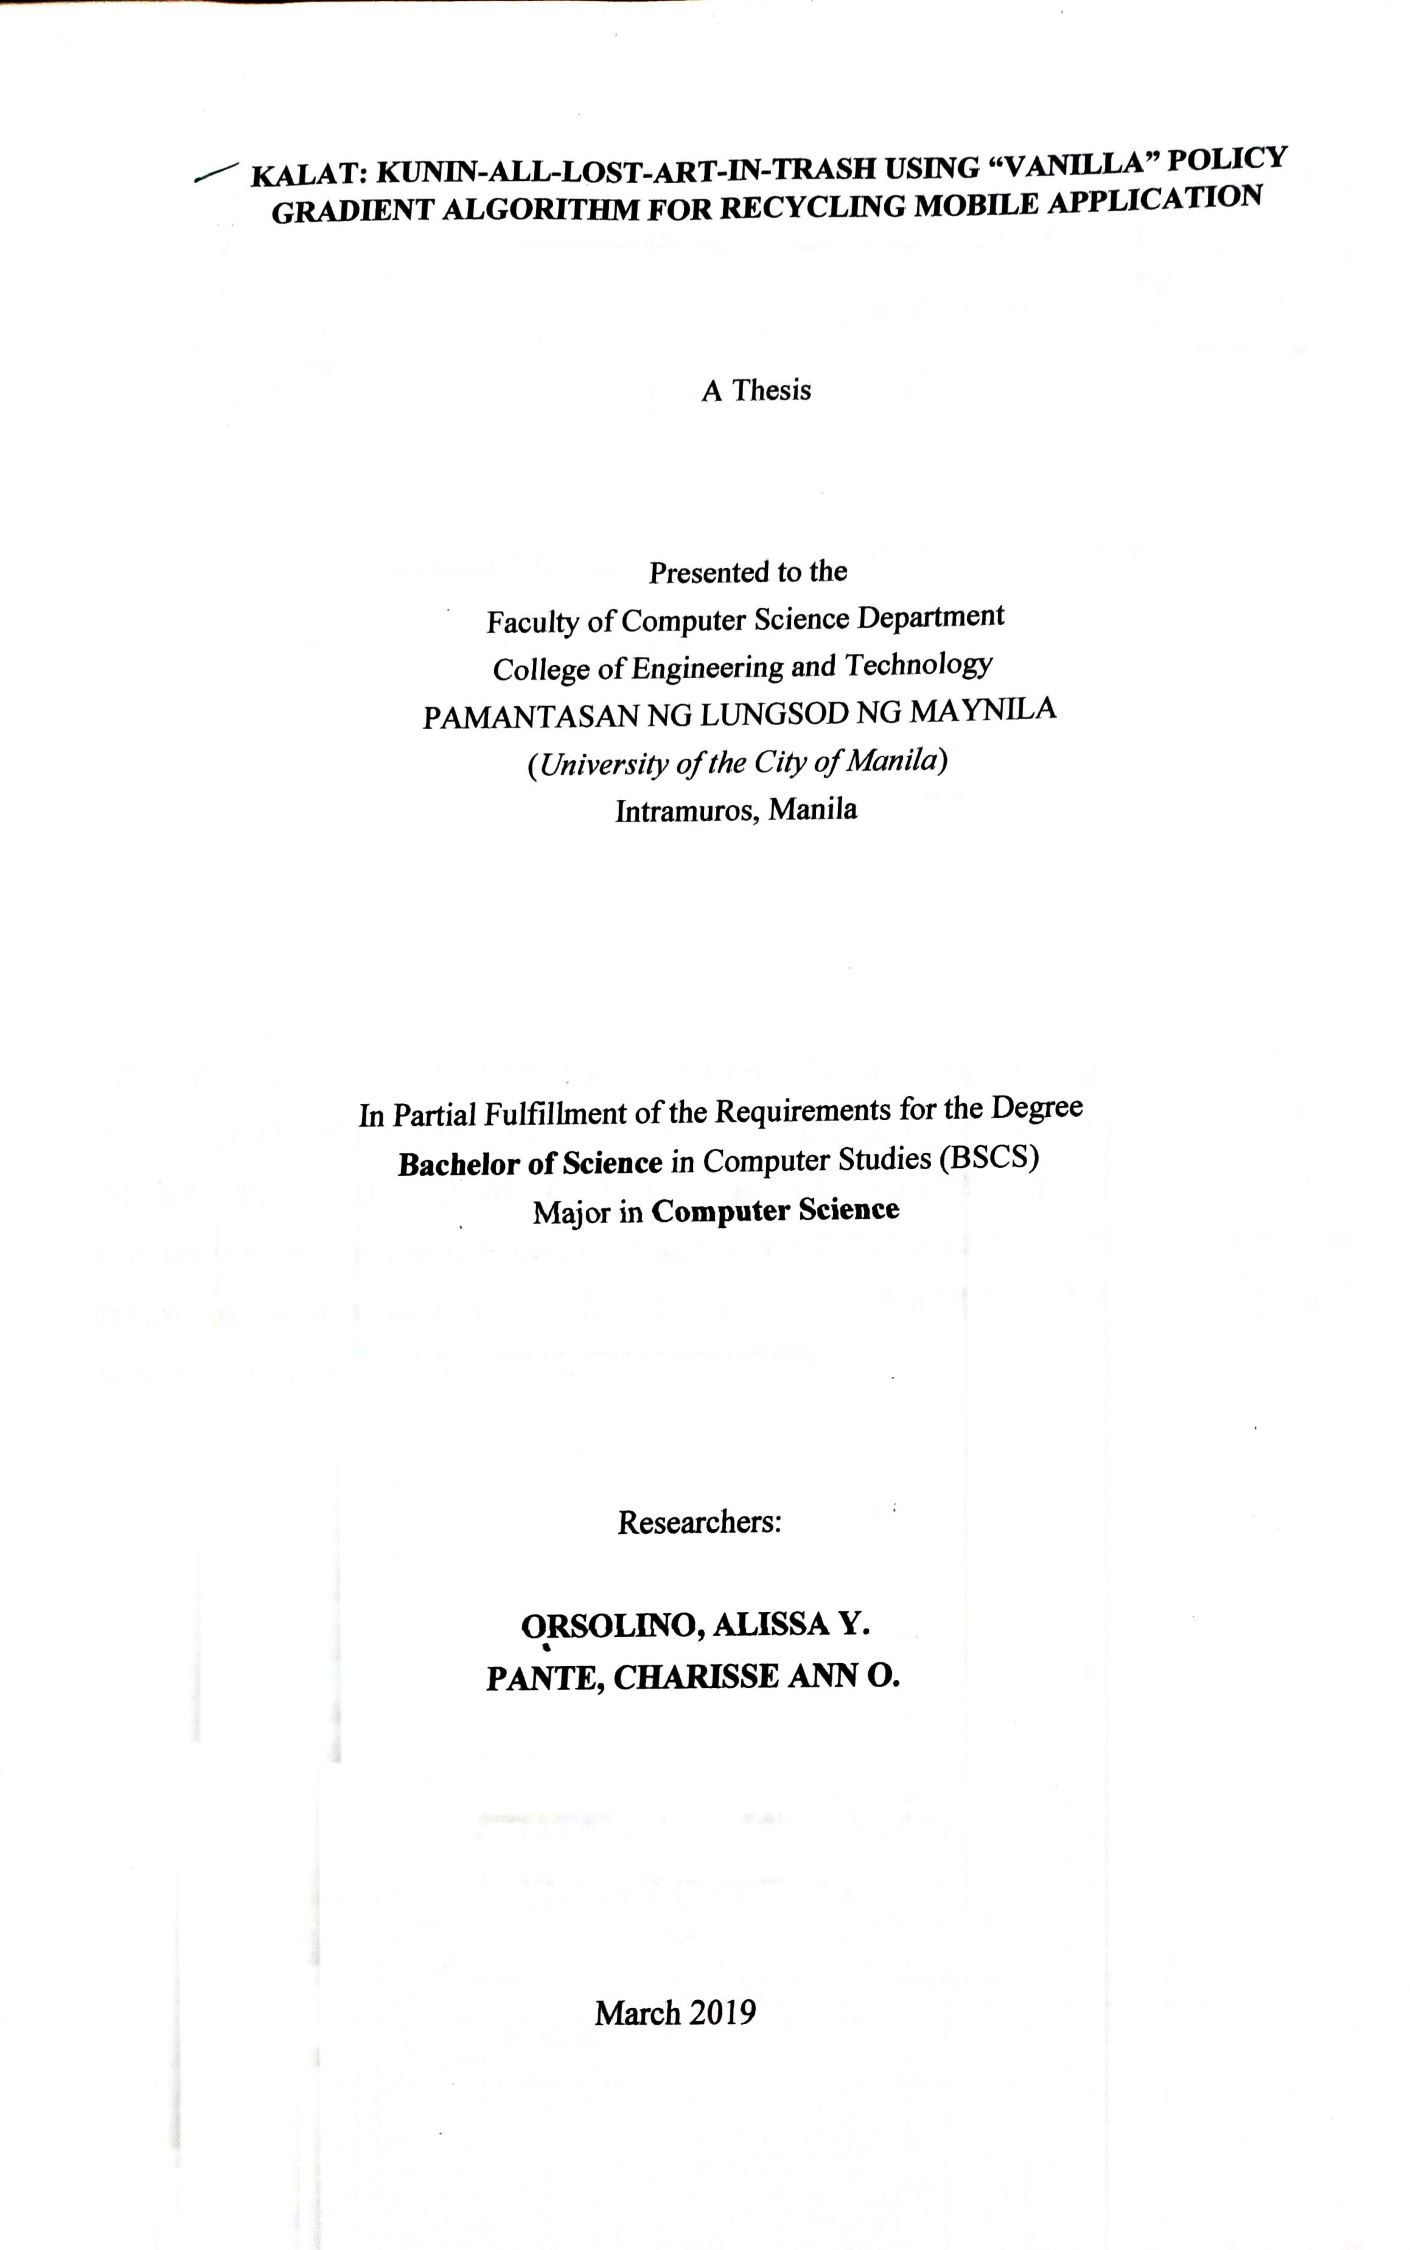 KALAT: KUNIN-ALL-LOST-ART-IN-TRASH USING “VANILLA” POLICY
GRADIENT ALGORITHM FOR RECYCLING MOBILE APPLICATION
A Thesis
Presented to the
Faculty of Computer Science Department
College of Engineering and Technology
PAMANTASAN NG LUNGSOD NG MAYNILA
(University of the City of Manila)
Intramuros, Manila
In Partial Fulfillment of the Requirements for the Degree
Bachelor of Science in Computer Studies (BSCS)
Major in Computer Science
Researchers:
ORSOLINO, ALISSA Y.
PANTE, CHARISSE ANN O.
March 2019